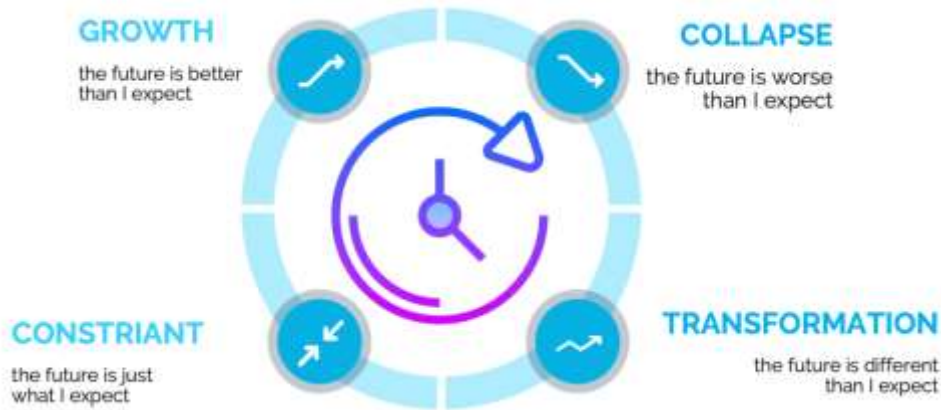 GROWTH
the future is better
than I expect
COLLAPSE
the future is worse
than I expect
CONSTRIANT
the future is just
what I expect
TRANSFORMATION
the future is different
than I expect